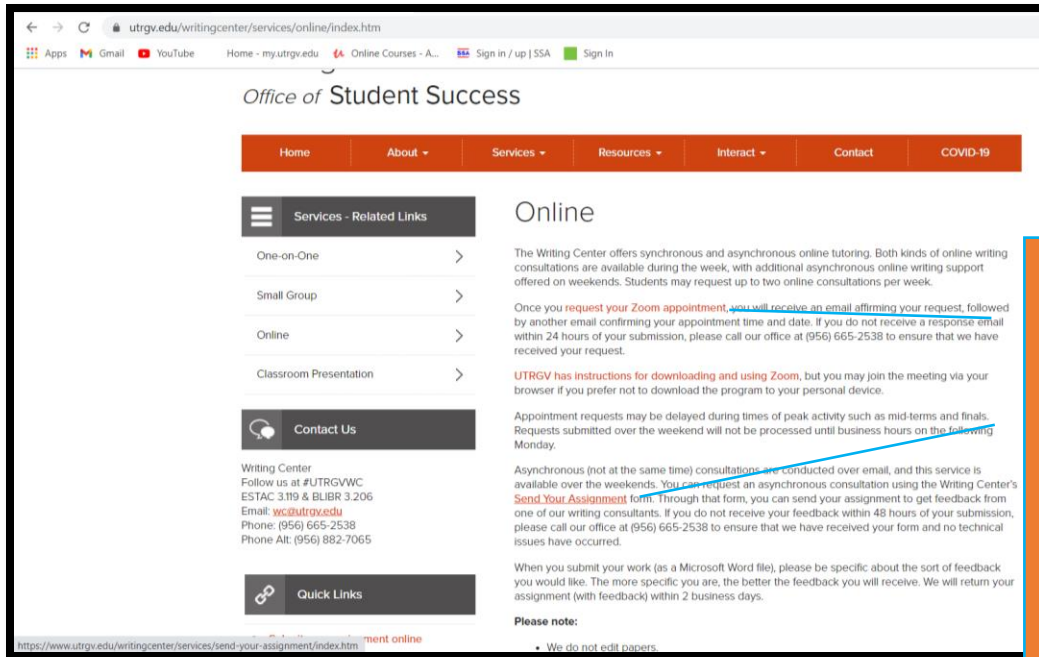 utrgv.edu/writingcenter/services/online/index.htm
Apps Gmail YouTube Home - my.utrgv.edu Online Courses - A... Sign in / up | SSA Sign In
Office of Student Success
Home About Services Resources Interact Contact COVID-19
Services - Related Links
One-on-One
Small Group
Online
Classroom Presentation
Contact Us
Writing Center
Follow us at #UTRGVWC
ESTAC 3.119 & BLIBR 3.206
Email: wc@utrgv.edu
Phone: (956) 665-2538
Phone Alt: (956) 882-7065
Quick Links
Online
The Writing Center offers synchronous and asynchronous online tutoring. Both kinds of online writing
consultations are available during the week, with additional asynchronous online writing support
offered on weekends. Students may request up to two online consultations per week.
Once you request your Zoom appointment, you will receive an email affirming your request, followed
by another email confirming your appointment time and date. If you do not receive a response email
within 24 hours of your submission, please call our office at (956) 665-2538 to ensure that we have
received your request.
UTRGV has instructions for downloading and using Zoom, but you may join the meeting via your
browser if you prefer not to download the program to your personal device.
Appointment requests may be delayed during times of peak activity such as mid-terms and finals.
Requests submitted over the weekend will not be processed until business hours on the following
Monday.
Asynchronous (not at the same time) consultations are conducted over email, and this service is
available over the weekends. You can request an asynchronous consultation using the Writing Center's
Send Your Assignment form. Through that form, you can send your assignment to get feedback from
one of our writing consultants. If you do not receive your feedback within 48 hours of your submission,
please call our office at (956) 665-2538 to ensure that we have received your form and no technical
issues have occurred.
When you submit your work (as a Microsoft Word file), please be specific about the sort of feedback
you would like. The more specific you are, the better the feedback you will receive. We will return your
assignment (with feedback) within 2 business days.
Please note:
• We do not edit papers.
https://www.utrgv.edu/writingcenter/services/send-your-assignment/index.htm